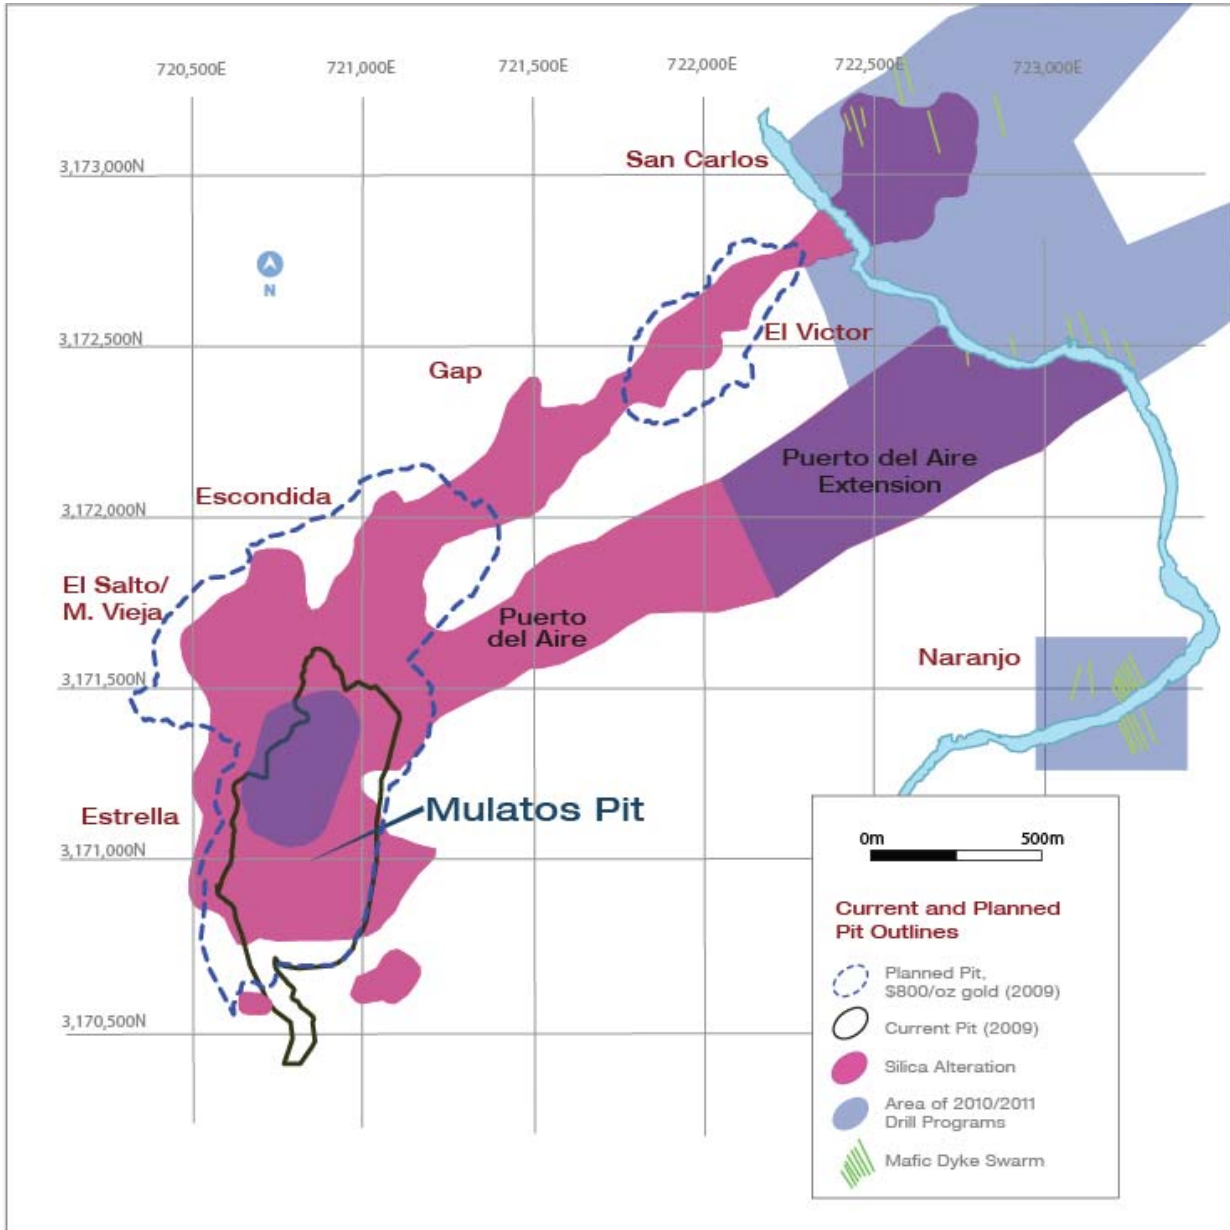 720,500E
721,000E
721,500E
722,000E
722,500E
723,000E
San Carlos
3,173,000N
N
El Victor
3,172,500N
Gap
Puerto del Aire
Extension
Escondida
3,172,000N
El Salto/
M. Vieja
Puerto
del Aire
Naranjo
3,171,500N
Estrella
Mulatos Pit
3,171,000N
3,170,500N
0m
500m
Current and Planned
Pit Outlines
Planned Pit,
$800/oz gold (2009)
Current Pit (2009)
Silica Alteration
Area of 2010/2011
Drill Programs
Mafic Dyke Swarm